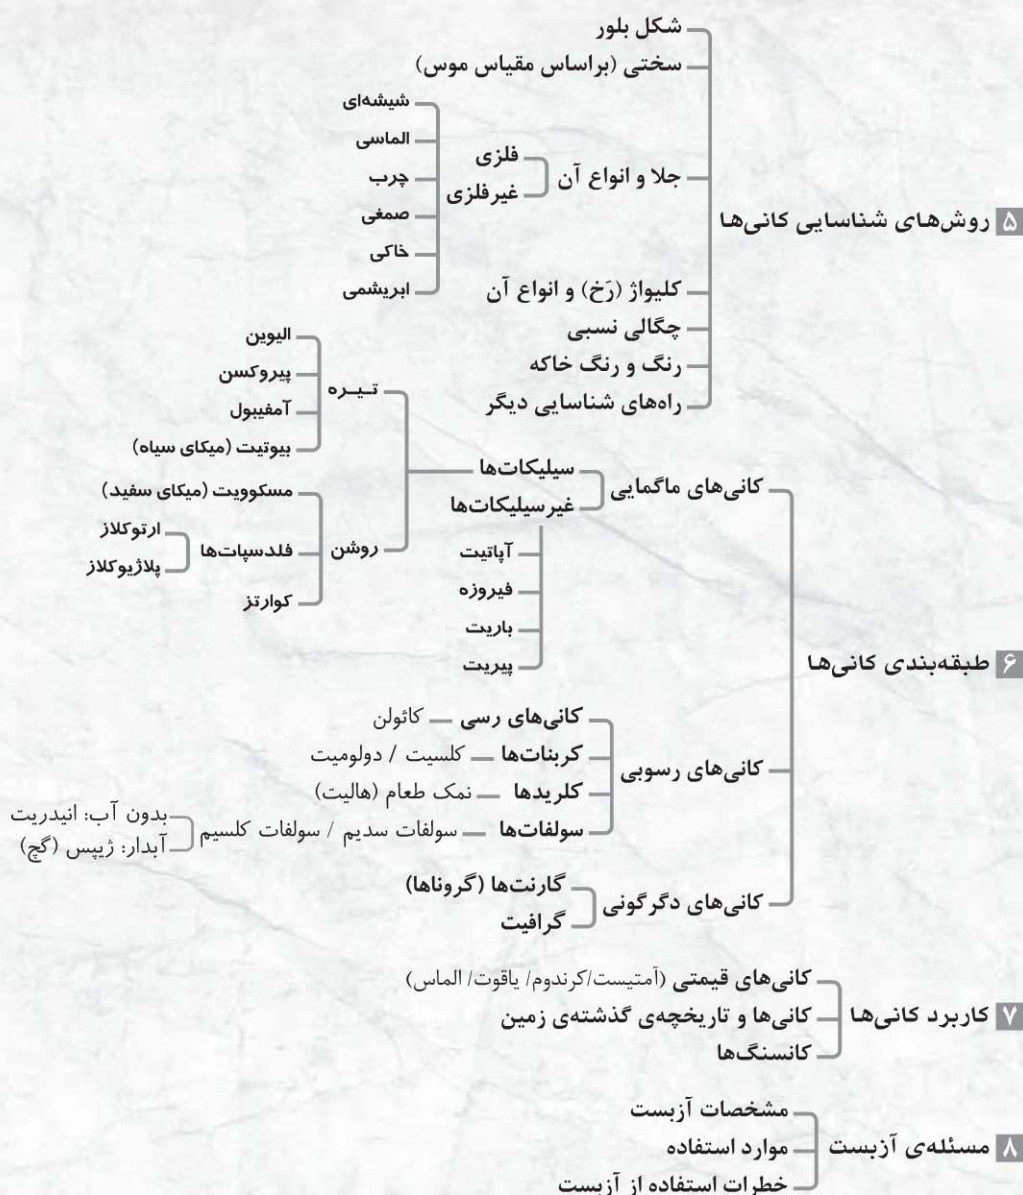 ۵ روش‌های شناسایی کانی‌ها
شکل بلور
سختی (براساس مقیاس موس)
جلا و انواع آن
فلزی
غیرفلزی
شیشه‌ای
الماسی
چرب
صمغی
خاکی
ابریشمی
کلیواژ (رَخ) و انواع آن
چگالی نسبی
رنگ و رنگ خاکه
راه‌های شناسایی دیگر
۶ طبقه‌بندی کانی‌ها
کانی‌های ماگمایی
سیلیکات‌ها
تـیـره
الیوین
پیروکسن
آمفیبول
بیوتیت (میکای سیاه)
روشن
مسکوویت (میکای سفید)
فلدسپات‌ها
ارتوکلاز
پلاژیوکلاز
کوارتز
غیرسیلیکات‌ها
آپاتیت
فیروزه
باریت
پیریت
کانی‌های رسوبی
کانی‌های رسی — کائولن
کربنات‌ها — کلسیت / دولومیت
کلریدها — نمک طعام (هالیت)
سولفات‌ها — سولفات سدیم / سولفات کلسیم
بدون آب: انیدریت
آبدار: ژیپس (گچ)
کانی‌های دگرگونی
گارنت‌ها (گروناها)
گرافیت
۷ کاربرد کانی‌ها
کانی‌های قیمتی (آمتیست/کرندوم/ یاقوت/ الماس)
کانی‌ها و تاریخچه‌ی گذشته‌ی زمین
کانسنگ‌ها
۸ مسئله‌ی آزبست
مشخصات آزبست
موارد استفاده
خطرات استفاده از آزبست